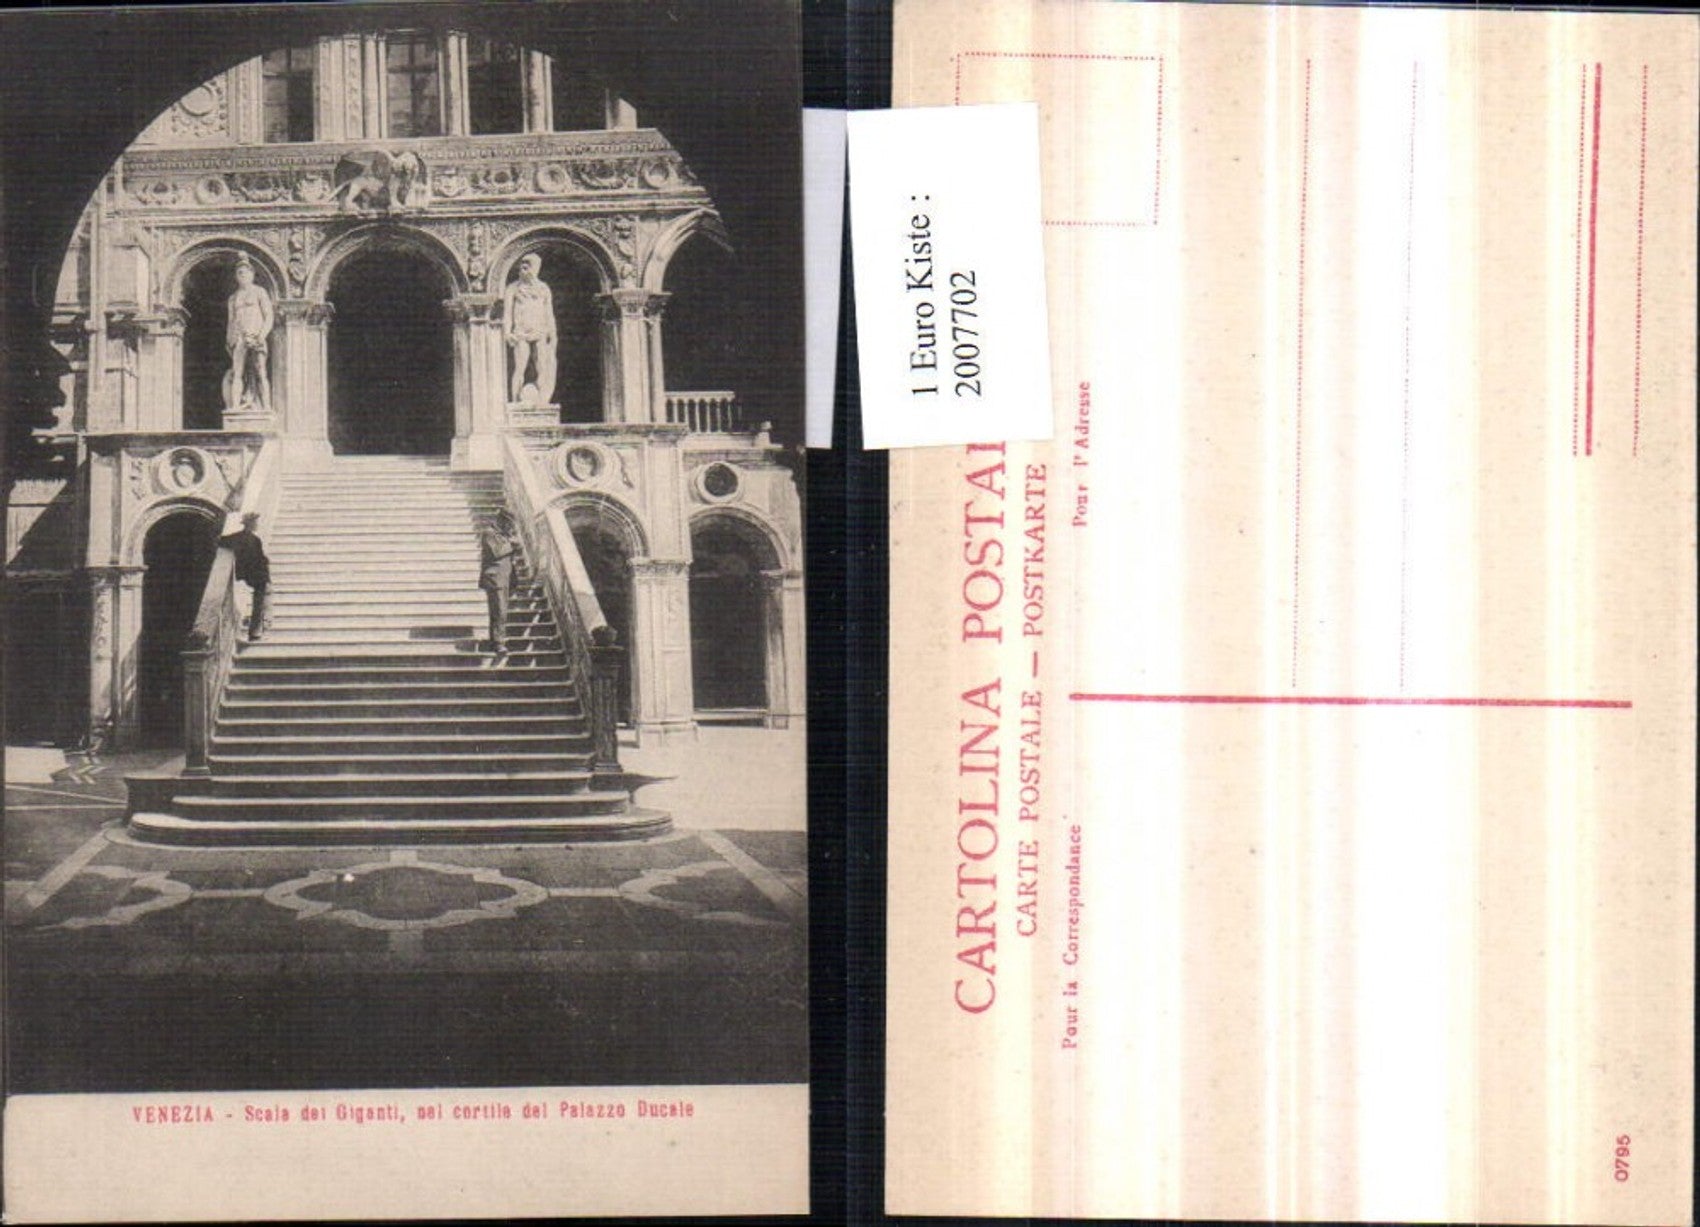 VENEZIA - Scala dei Giganti, nel cortile del Palazzo Ducale
1 Euro Kiste :
2007702
CARTOLINA POSTAL
CARTE POSTALE — POSTKARTE
Pour la Correspondance
Pour l'Adresse
0795